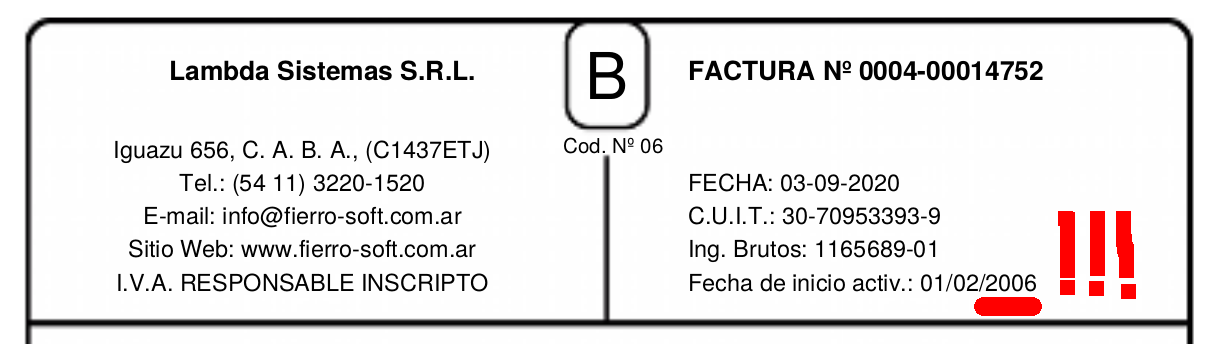 Lambda Sistemas S.R.L.
Iguazu 656, C. A. B. A., (C1437ETJ)
Tel.: (54 11) 3220-1520
E-mail: info@fierro-soft.com.ar
Sitio Web: www.fierro-soft.com.ar
I.V.A. RESPONSABLE INSCRIPTO
B
Cod. Nº 06
FACTURA Nº 0004-00014752
FECHA: 03-09-2020
C.U.I.T.: 30-70953393-9
Ing. Brutos: 1165689-01
Fecha de inicio activ.: 01/02/2006
!!!